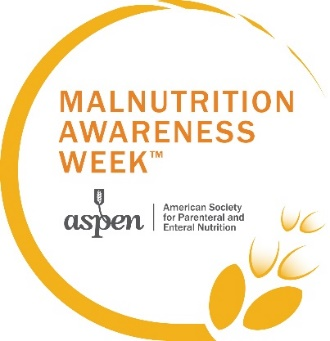 MALNUTRITION
AWARENESS
WEEK™
aspen
American Society
for Parenteral and
Enteral Nutrition